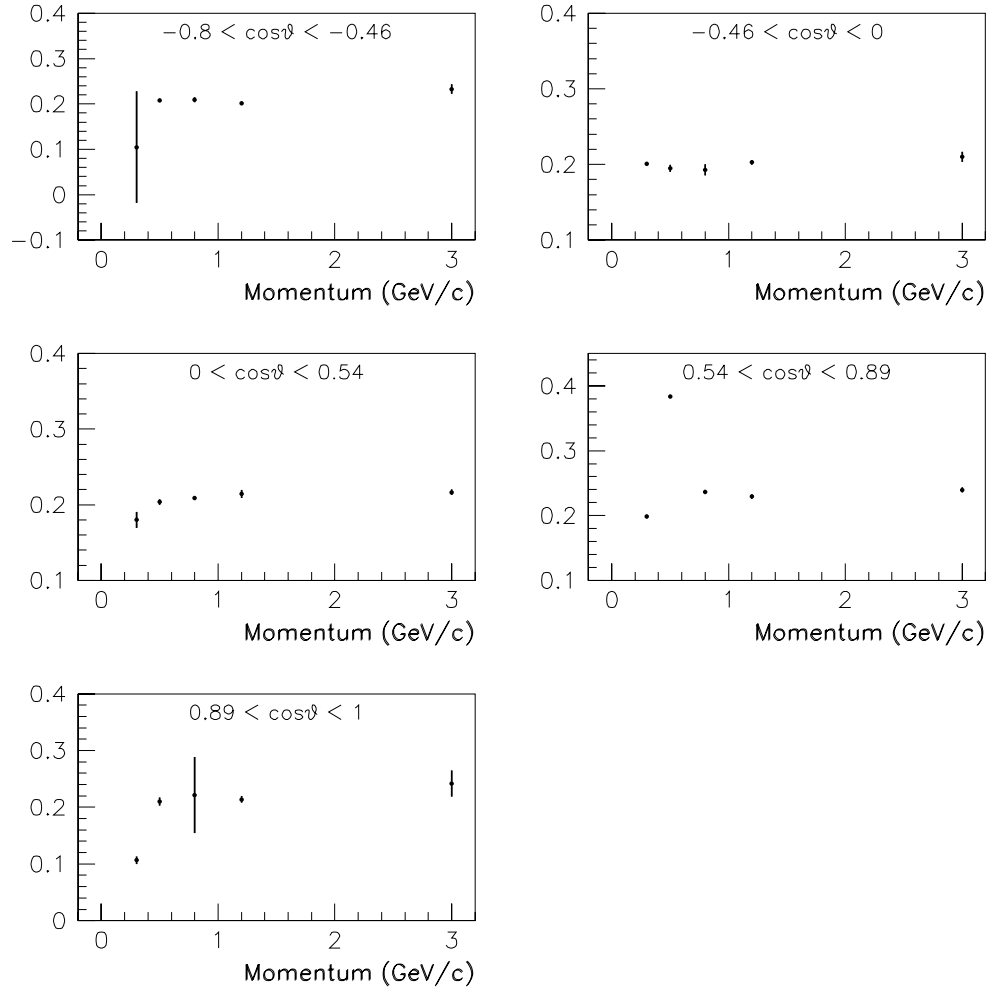 −0.8 < cosϑ < −0.46
0.4
0.3
0.2
0.1
0
−0.1
0 1 2 3
Momentum (GeV/c)
−0.46 < cosϑ < 0
0.4
0.3
0.2
0.1
0 1 2 3
Momentum (GeV/c)
0 < cosϑ < 0.54
0.4
0.3
0.2
0.1
0 1 2 3
Momentum (GeV/c)
0.54 < cosϑ < 0.89
0.4
0.3
0.2
0.1
0 1 2 3
Momentum (GeV/c)
0.89 < cosϑ < 1
0.4
0.3
0.2
0.1
0
0 1 2 3
Momentum (GeV/c)